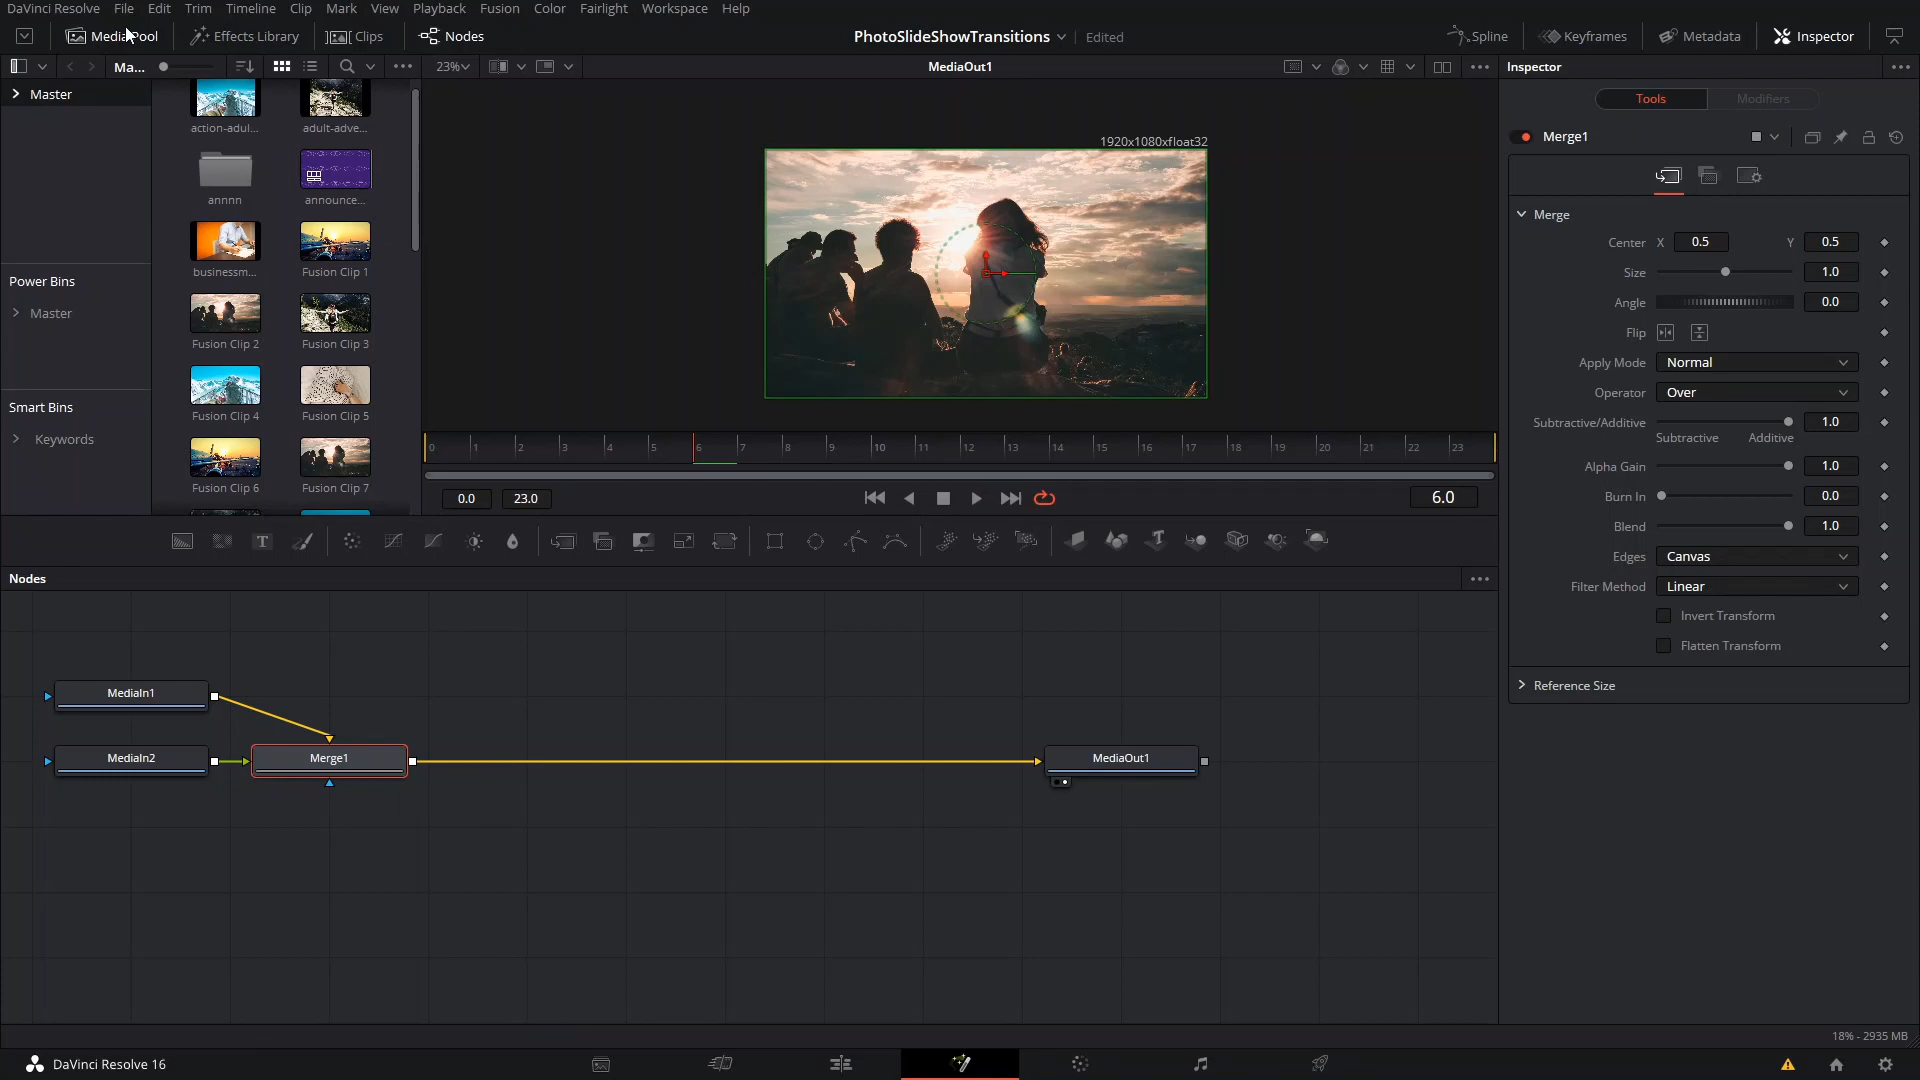 DaVinci Resolve File Edit Trim Timeline Clip Mark View Playback Fusion Color Fairlight Workspace Help
Media Pool Effects Library Clips Nodes PhotoSlideShowTransitions Edited Spline Keyframes Metadata Inspector
Ma... 23% MediaOut1 Inspector
Master
action-adul... adult-adve...
annnn announce...
businessm... Fusion Clip 1
Fusion Clip 2 Fusion Clip 3
Fusion Clip 4 Fusion Clip 5
Fusion Clip 6 Fusion Clip 7
Power Bins
Master
Smart Bins
Keywords
1920x1080xfloat32
0 1 2 3 4 5 6 7 8 9 10 11 12 13 14 15 16 17 18 19 20 21 22 23
0.0 23.0 6.0
Tools Modifiers
Merge1
Merge
Center X 0.5 Y 0.5
Size 1.0
Angle 0.0
Flip
Apply Mode Normal
Operator Over
Subtractive/Additive 1.0
Subtractive Additive
Alpha Gain 1.0
Burn In 0.0
Blend 1.0
Edges Canvas
Filter Method Linear
Invert Transform
Flatten Transform
Reference Size
T
Nodes
MediaIn1
MediaIn2 Merge1 MediaOut1
18% - 2935 MB
DaVinci Resolve 16